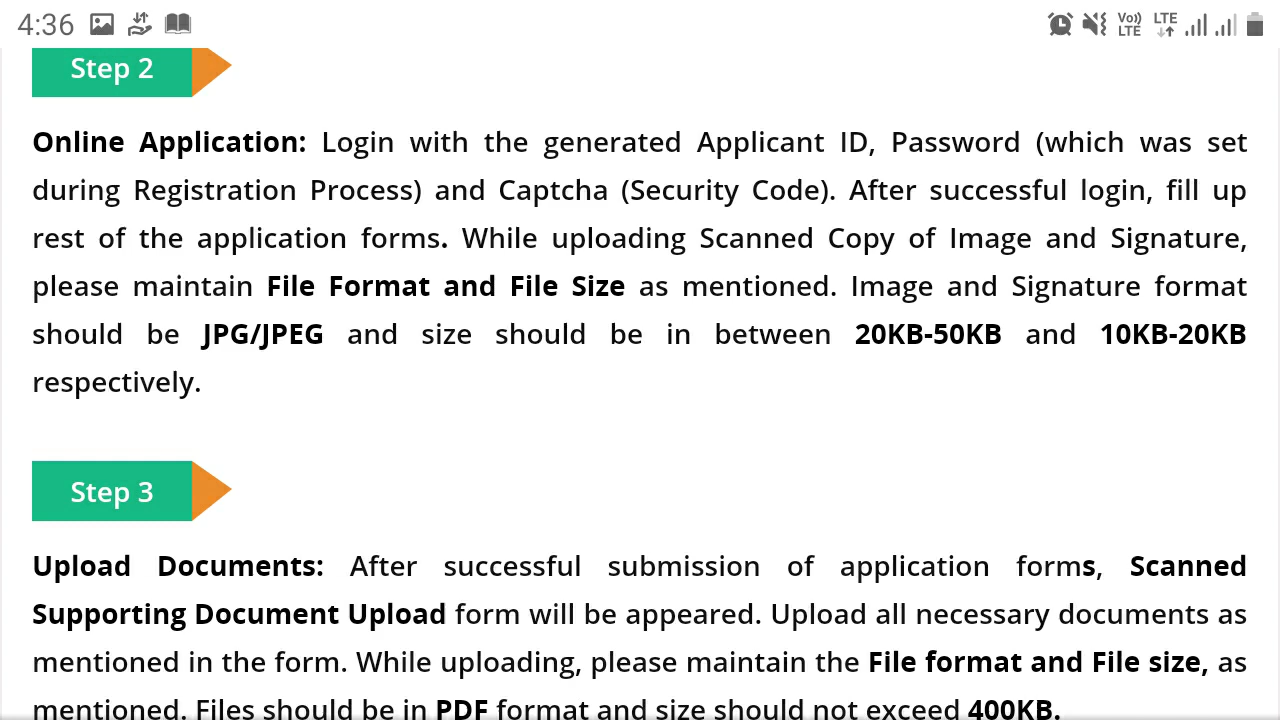 4:36
Vo)) LTE LTE
Step 2
Online Application: Login with the generated Applicant ID, Password (which was set
during Registration Process) and Captcha (Security Code). After successful login, fill up
rest of the application forms. While uploading Scanned Copy of Image and Signature,
please maintain File Format and File Size as mentioned. Image and Signature format
should be JPG/JPEG and size should be in between 20KB-50KB and 10KB-20KB
respectively.
Step 3
Upload Documents: After successful submission of application forms, Scanned
Supporting Document Upload form will be appeared. Upload all necessary documents as
mentioned in the form. While uploading, please maintain the File format and File size, as
mentioned. Files should be in PDF format and size should not exceed 400KB.